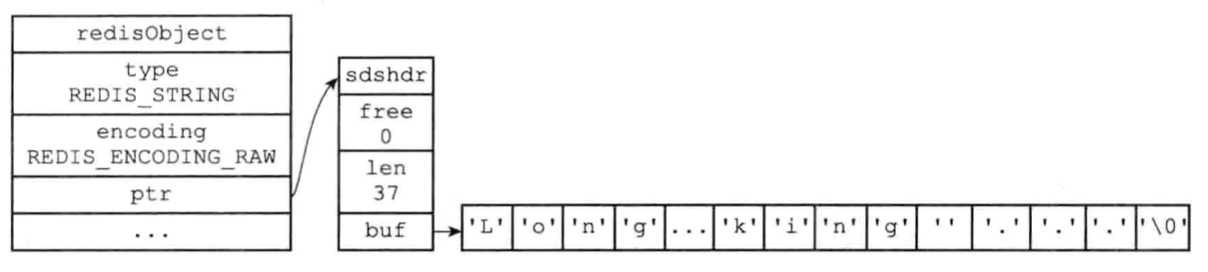 redisObject
type
REDIS_STRING
encoding
REDIS_ENCODING_RAW
ptr
...
sdshdr
free
0
len
37
buf
'L' 'o' 'n' 'g' ... 'k' 'i' 'n' 'g' '' '.' '.' '.' '\0'